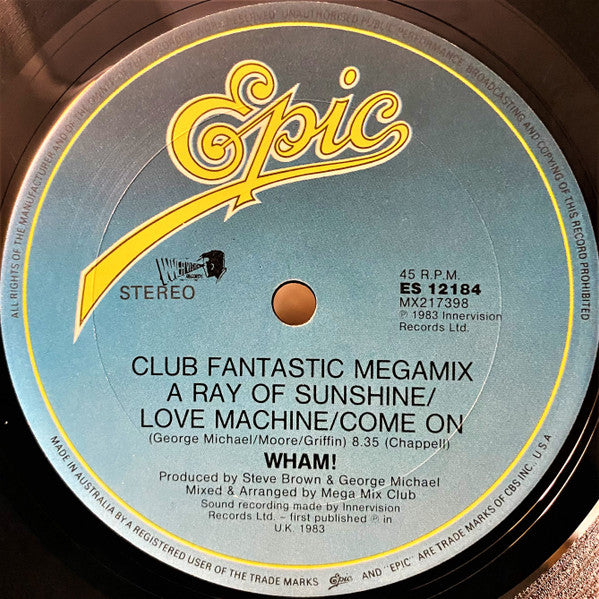 ALL RIGHTS OF THE MANUFACTURER AND OF THE OWNER OF THE
UNAUTHORISED PUBLIC PERFORMANCE BROADCASTING AND COPYING OF THIS RECORD PROHIBITED
Epic
STEREO
45 R.P.M.
ES 12184
MX217398
℗ 1983 Innervision
Records Ltd.
CLUB FANTASTIC MEGAMIX
A RAY OF SUNSHINE/
LOVE MACHINE/COME ON
(George Michael/Moore/Griffin) 8.35 (Chappell)
WHAM!
Produced by Steve Brown & George Michael
Mixed & Arranged by Mega Mix Club
Sound recording made by Innervision
Records Ltd. – first published ℗ in
U.K. 1983
MADE IN AUSTRALIA BY A REGISTERED USER OF THE TRADE MARKS Epic AND "EPIC" ARE TRADE MARKS OF CBS INC. U S A